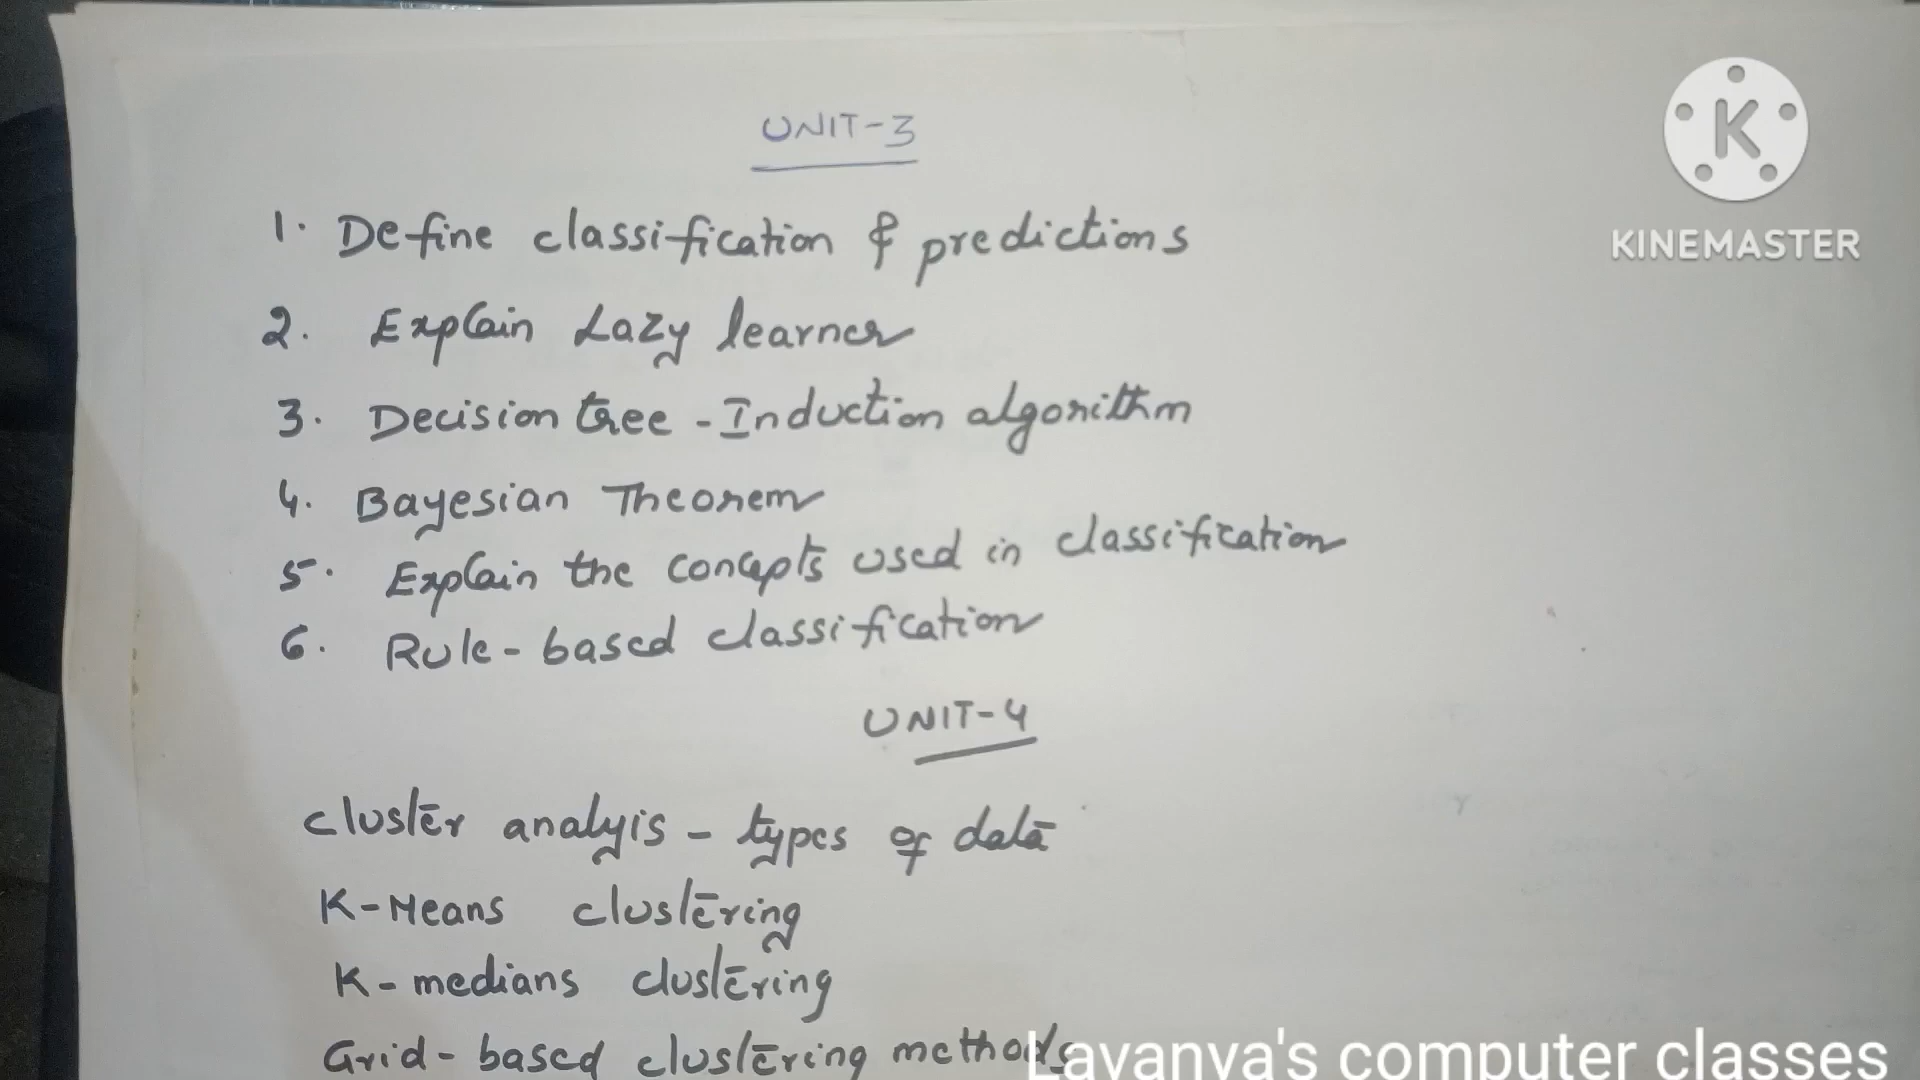 UNIT-3
1. Define classification & predictions
2. Explain Lazy learner
3. Decision tree - Induction algorithm
4. Bayesian Theorem
5. Explain the concepts used in classification
6. Rule-based classification
UNIT-4
cluster analyis - types of data
K-Means clustering
K-medians clustering
Grid-based clustering methods
K
KINEMASTER
Lavanya's computer classes